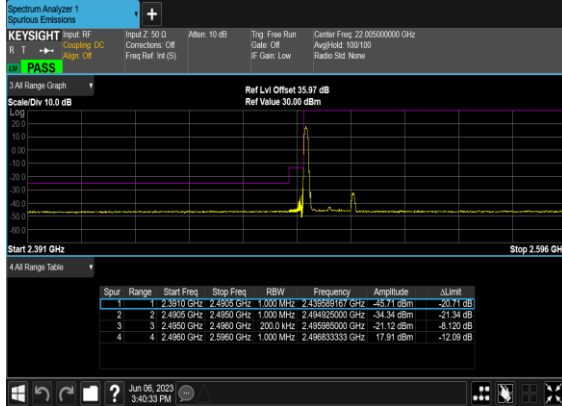 Spectrum Analyzer 1
Spurious Emissions
+
KEYSIGHT Input: RF Input Z: 50 Ω Atten: 10 dB Trig: Free Run Center Freq: 22.005000000 GHz
R T Coupling: DC Corrections: Off Gate: Off Avg|Hold: 100/100
Align: Off Freq Ref: Int (S) IF Gain: Low Radio Std: None
PASS
3 All Range Graph
Ref Lvl Offset 35.97 dB
Scale/Div 10.0 dB Ref Value 30.00 dBm
Log
20.0
10.0
0.00
-10.0
-20.0
-30.0
-40.0
-50.0
-60.0
Start 2.391 GHz Stop 2.596 GH
4 All Range Table
Spur Range Start Freq Stop Freq RBW Frequency Amplitude ΔLimit
1 1 2.3910 GHz 2.4905 GHz 1.000 MHz 2.439589167 GHz -45.71 dBm -20.71 dB
2 2 2.4905 GHz 2.4950 GHz 1.000 MHz 2.494925000 GHz -34.34 dBm -21.34 dB
3 3 2.4950 GHz 2.4960 GHz 200.0 kHz 2.495985000 GHz -21.12 dBm -8.120 dB
4 4 2.4960 GHz 2.5960 GHz 1.000 MHz 2.496833333 GHz 17.91 dBm -12.09 dB
? Jun 06, 2023
3:40:33 PM